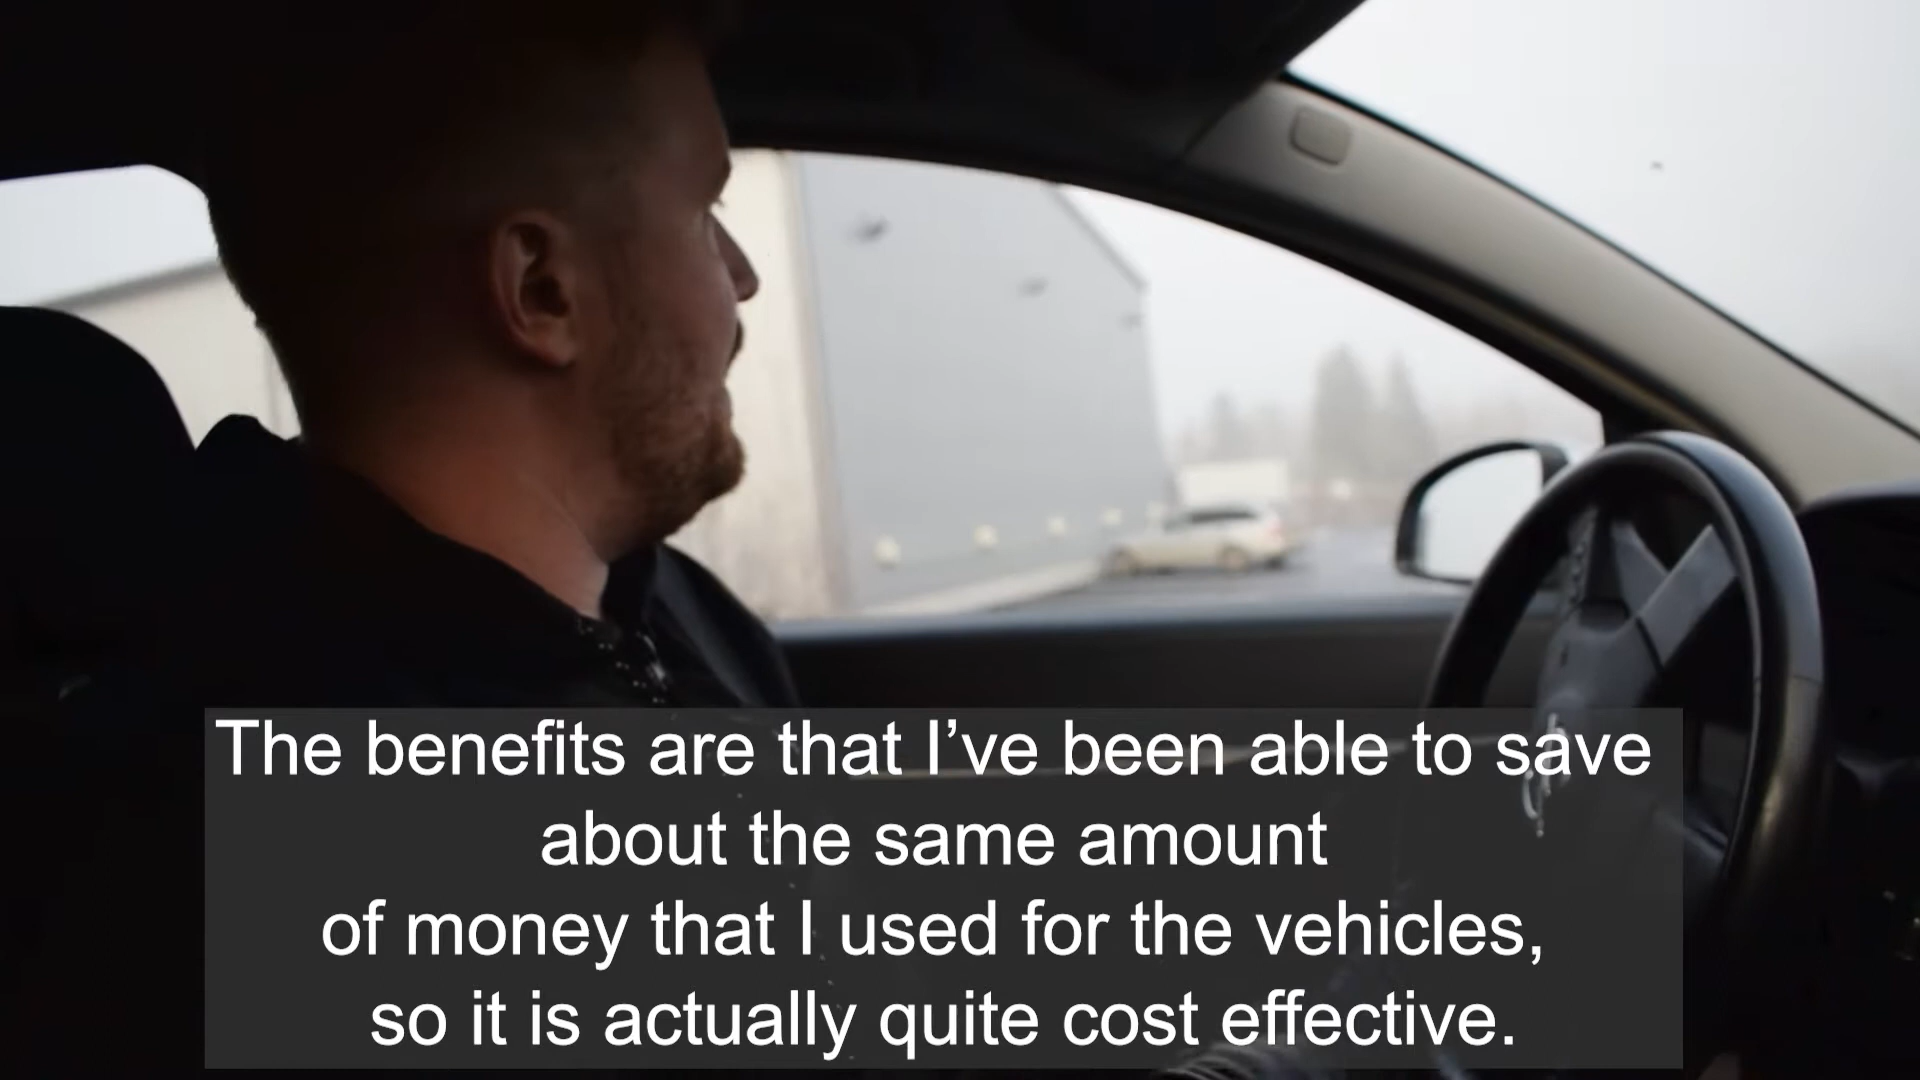 The benefits are that I’ve been able to save
about the same amount
of money that I used for the vehicles,
so it is actually quite cost effective.